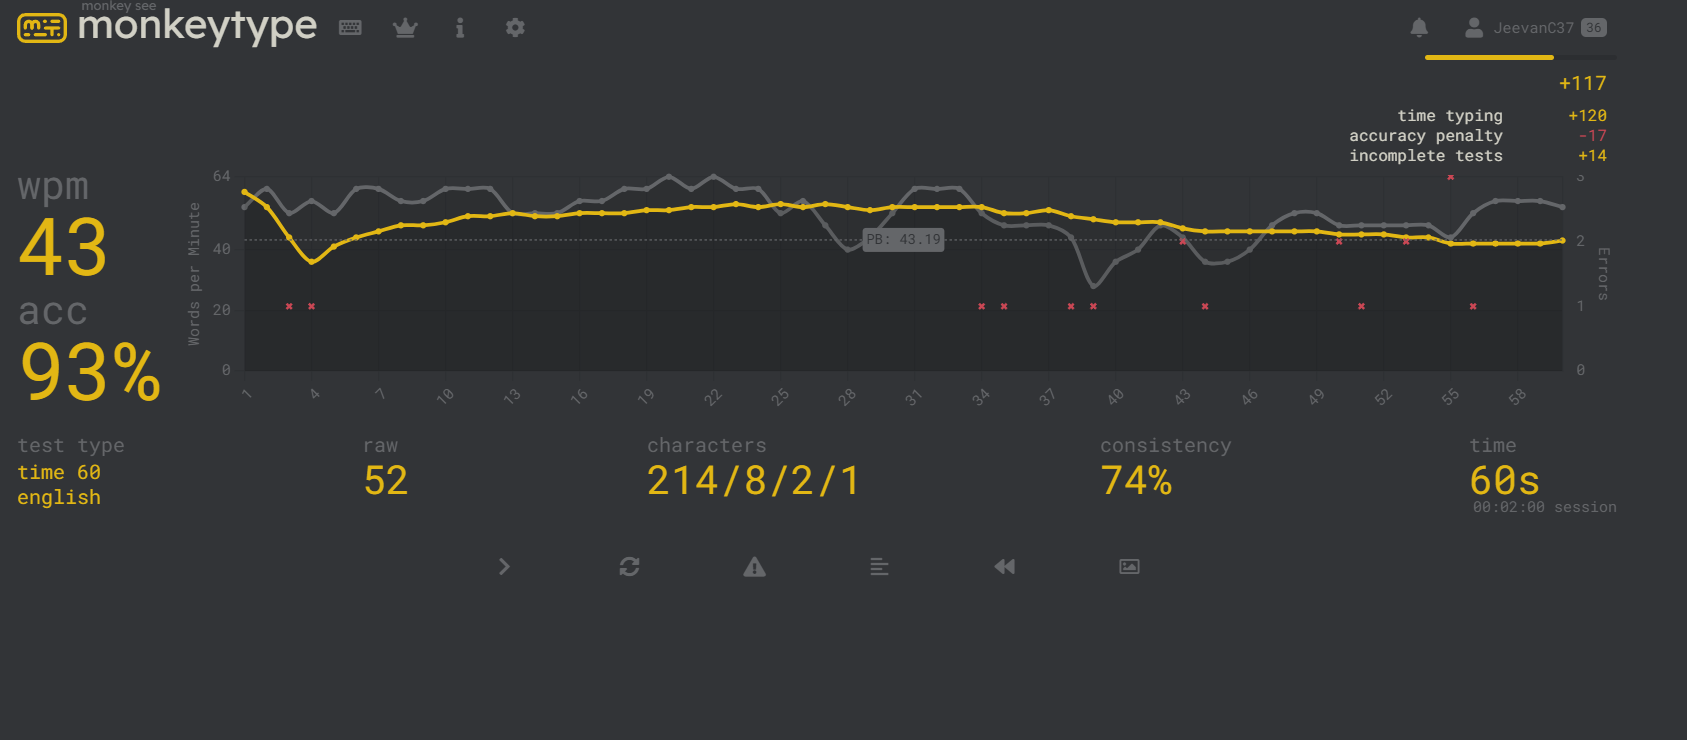 monkey see
monkeytype
JeevanC37 36
+117
time typing +120
accuracy penalty -17
incomplete tests +14
wpm
43
acc
93%
Words per Minute
64
40
20
0
PB: 43.19
3
2
1
0
Errors
1 4 7 10 13 16 19 22 25 28 31 34 37 40 43 46 49 52 55 58
test type
time 60
english
raw
52
characters
214/8/2/1
consistency
74%
time
60s
00:02:00 session